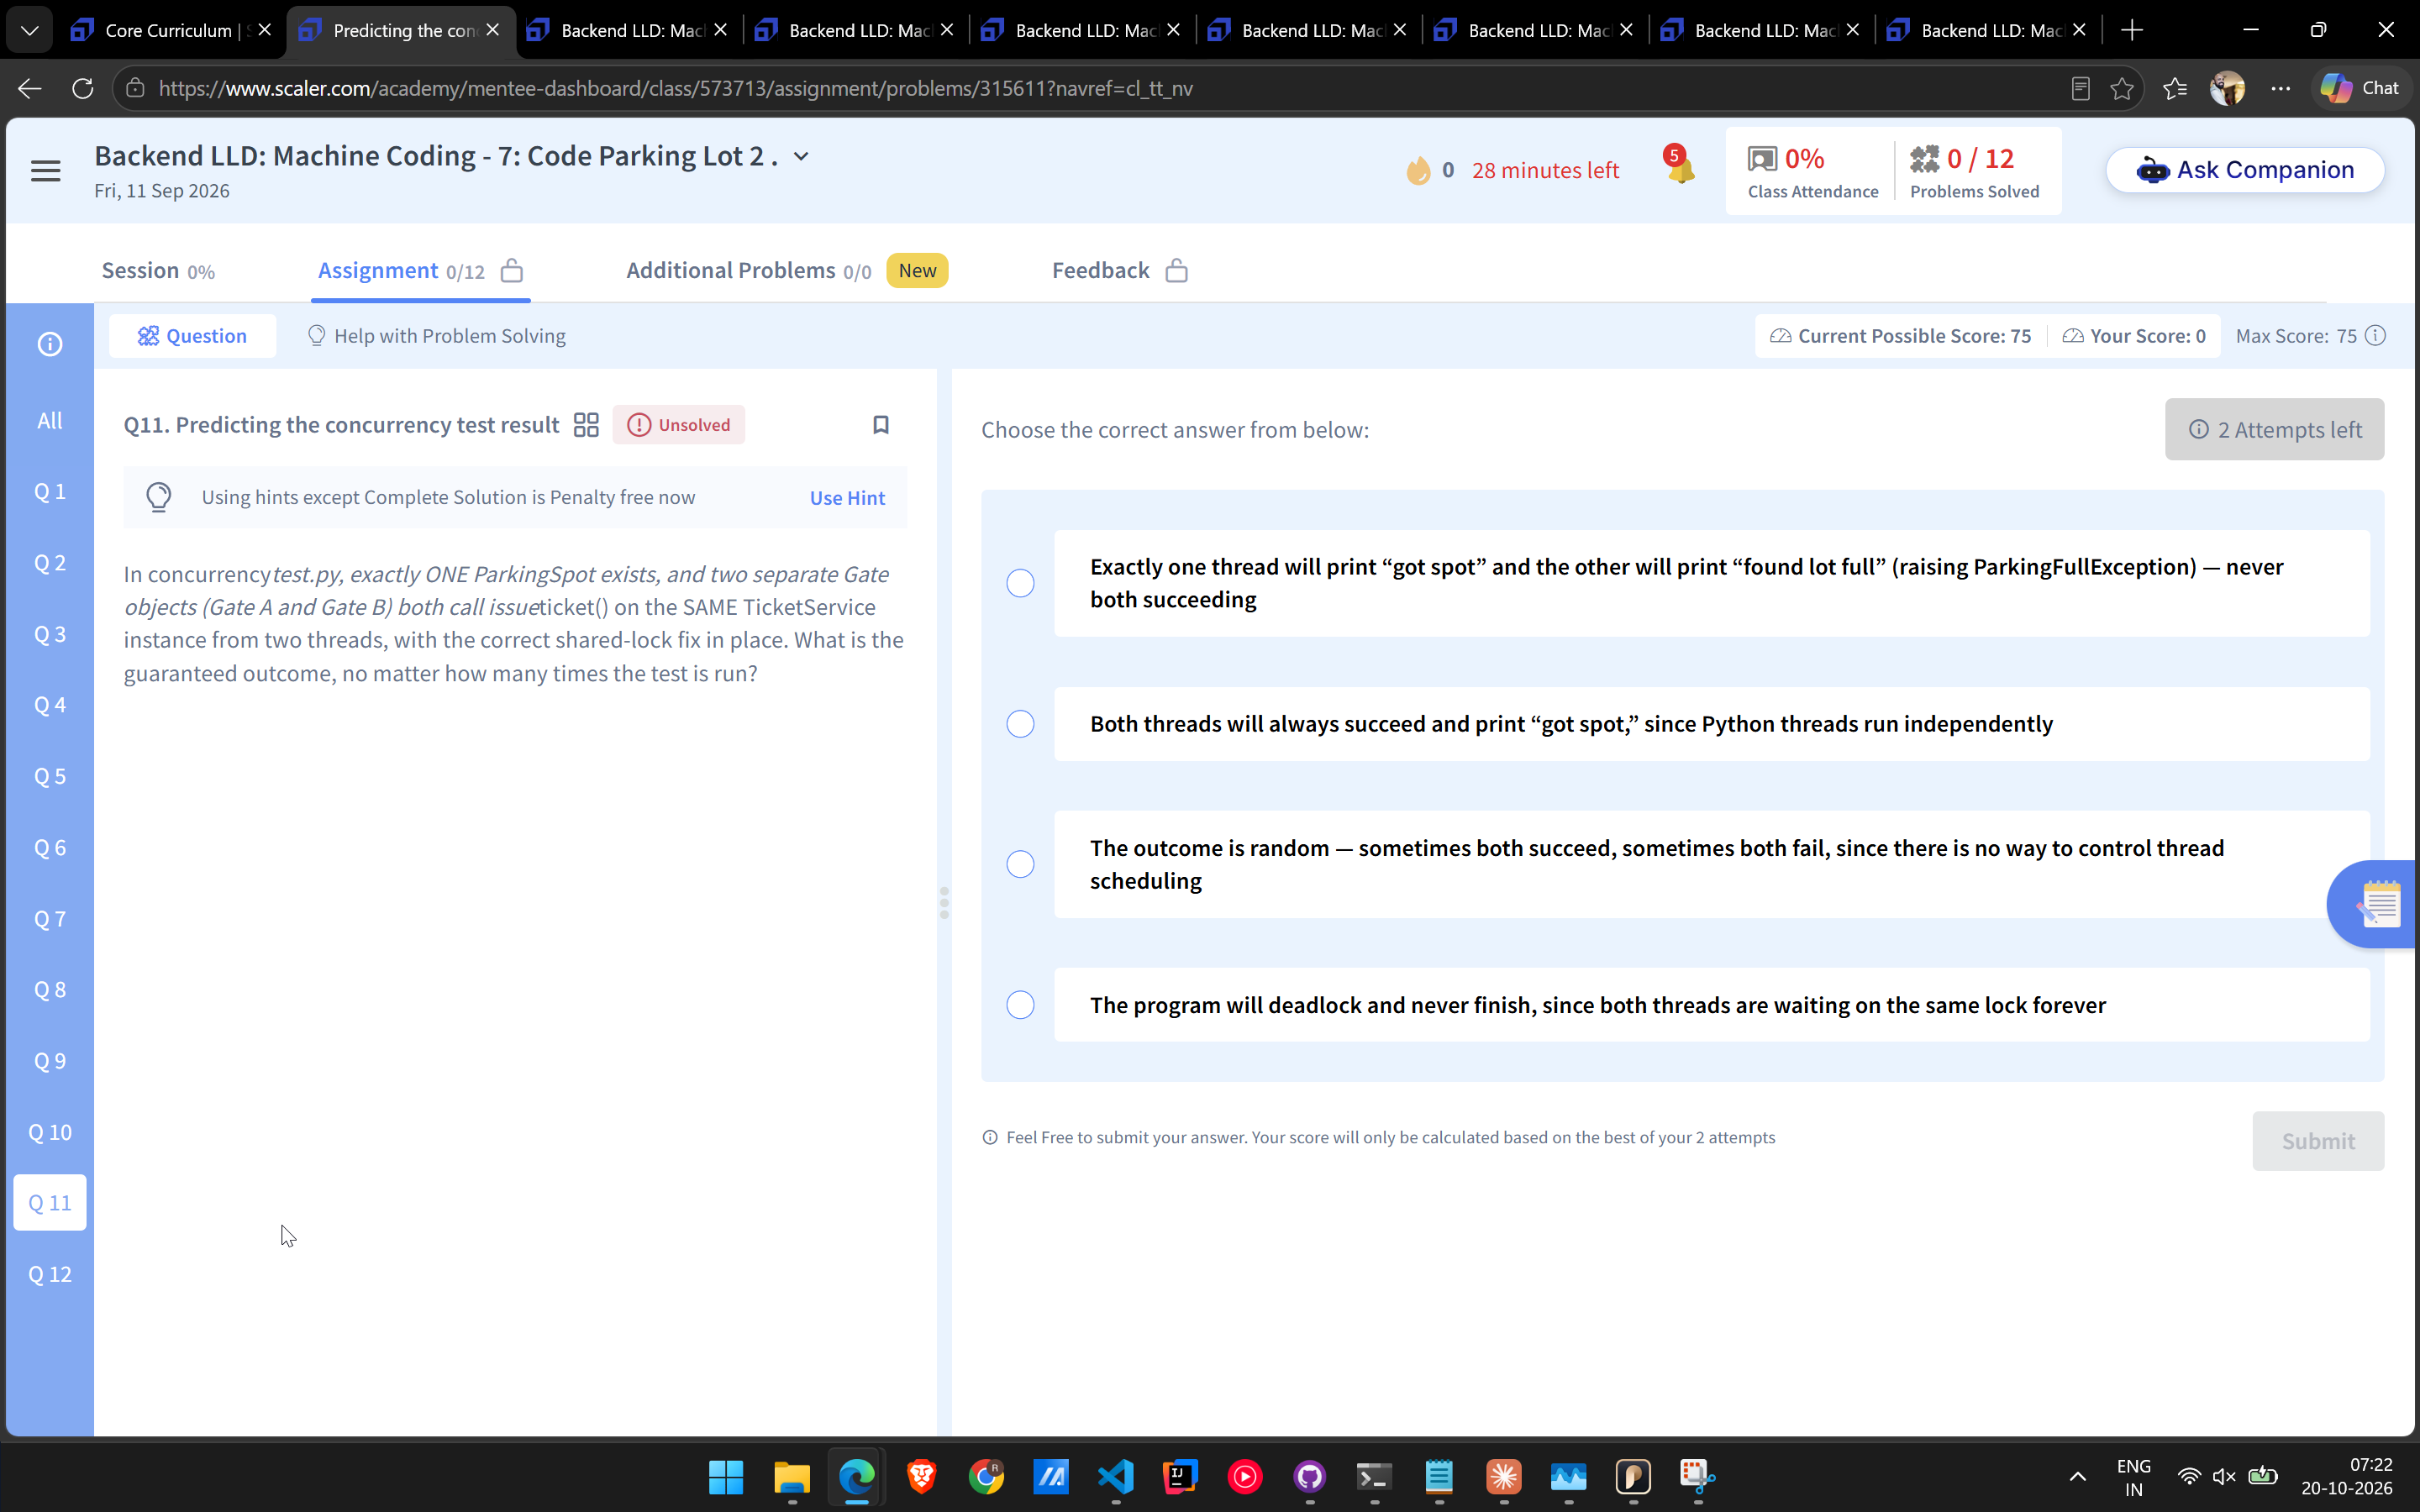 Core Curriculum | S
Predicting the con
Backend LLD: Mac
Backend LLD: Mac
Backend LLD: Mac
Backend LLD: Mac
Backend LLD: Mac
Backend LLD: Mac
Backend LLD: Mac
https://www.scaler.com/academy/mentee-dashboard/class/573713/assignment/problems/315611?navref=cl_tt_nv
Chat
Backend LLD: Machine Coding - 7: Code Parking Lot 2 .
Fri, 11 Sep 2026
0
28 minutes left
5
0%
Class Attendance
0 / 12
Problems Solved
Ask Companion
Session 0%
Assignment 0/12
Additional Problems 0/0 New
Feedback
Question
Help with Problem Solving
Current Possible Score: 75
Your Score: 0
Max Score: 75
All
Q 1
Q 2
Q 3
Q 4
Q 5
Q 6
Q 7
Q 8
Q 9
Q 10
Q 11
Q 12
Q11. Predicting the concurrency test result
Unsolved
Using hints except Complete Solution is Penalty free now
Use Hint
In concurrencytest.py, exactly ONE ParkingSpot exists, and two separate Gate
objects (Gate A and Gate B) both call issueticket() on the SAME TicketService
instance from two threads, with the correct shared-lock fix in place. What is the
guaranteed outcome, no matter how many times the test is run?
Choose the correct answer from below:
2 Attempts left
Exactly one thread will print “got spot” and the other will print “found lot full” (raising ParkingFullException) — never
both succeeding
Both threads will always succeed and print “got spot,” since Python threads run independently
The outcome is random — sometimes both succeed, sometimes both fail, since there is no way to control thread
scheduling
The program will deadlock and never finish, since both threads are waiting on the same lock forever
Feel Free to submit your answer. Your score will only be calculated based on the best of your 2 attempts
Submit
R
IJ
ENG
IN
07:22
20-10-2026